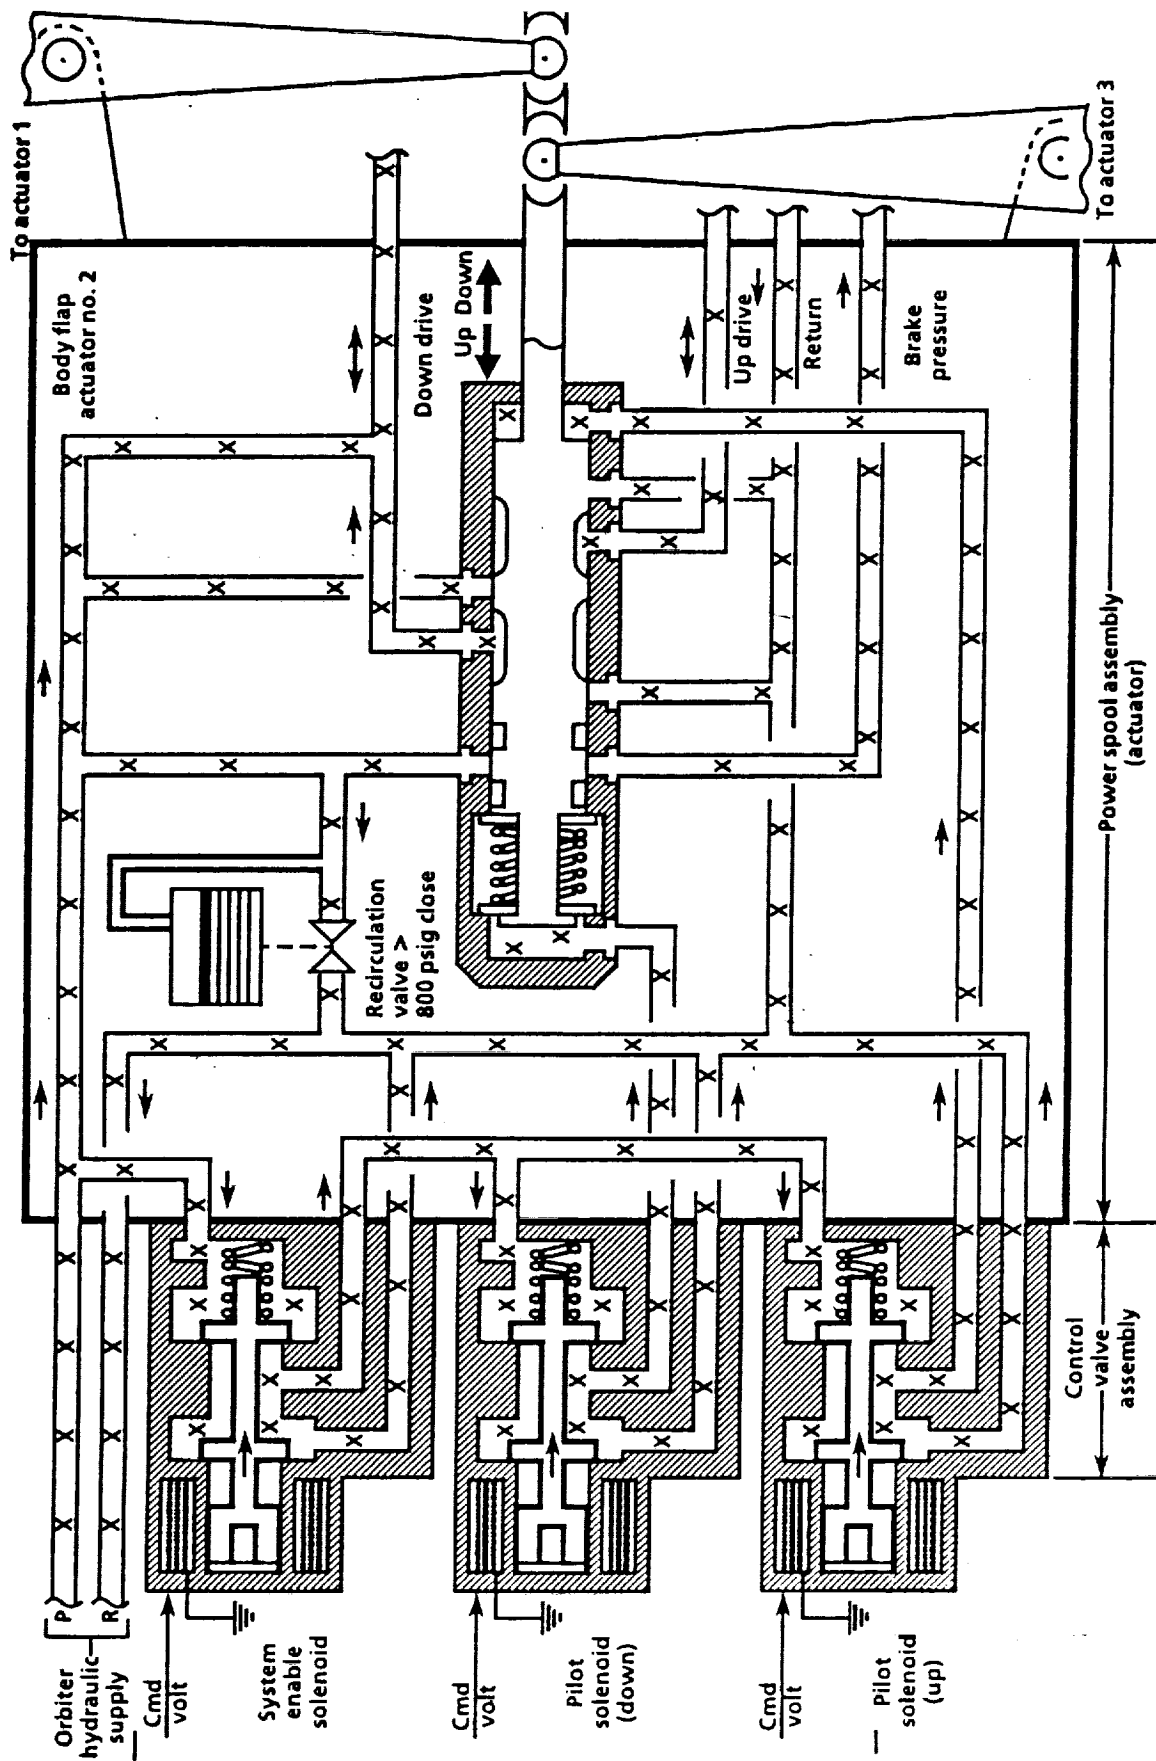 Orbiter
hydraulic
supply
P
R
Cmd
volt
System
enable
solenoid
Cmd
volt
Pilot
solenoid
(down)
Cmd
volt
Pilot
solenoid
(up)
To actuator 1
Body flap
actuator no. 2
Down drive
Up Down
Recirculation
valve >
800 psig close
Up drive
Return
Brake
pressure
To actuator 3
Control
valve
assembly
Power spool assembly
(actuator)